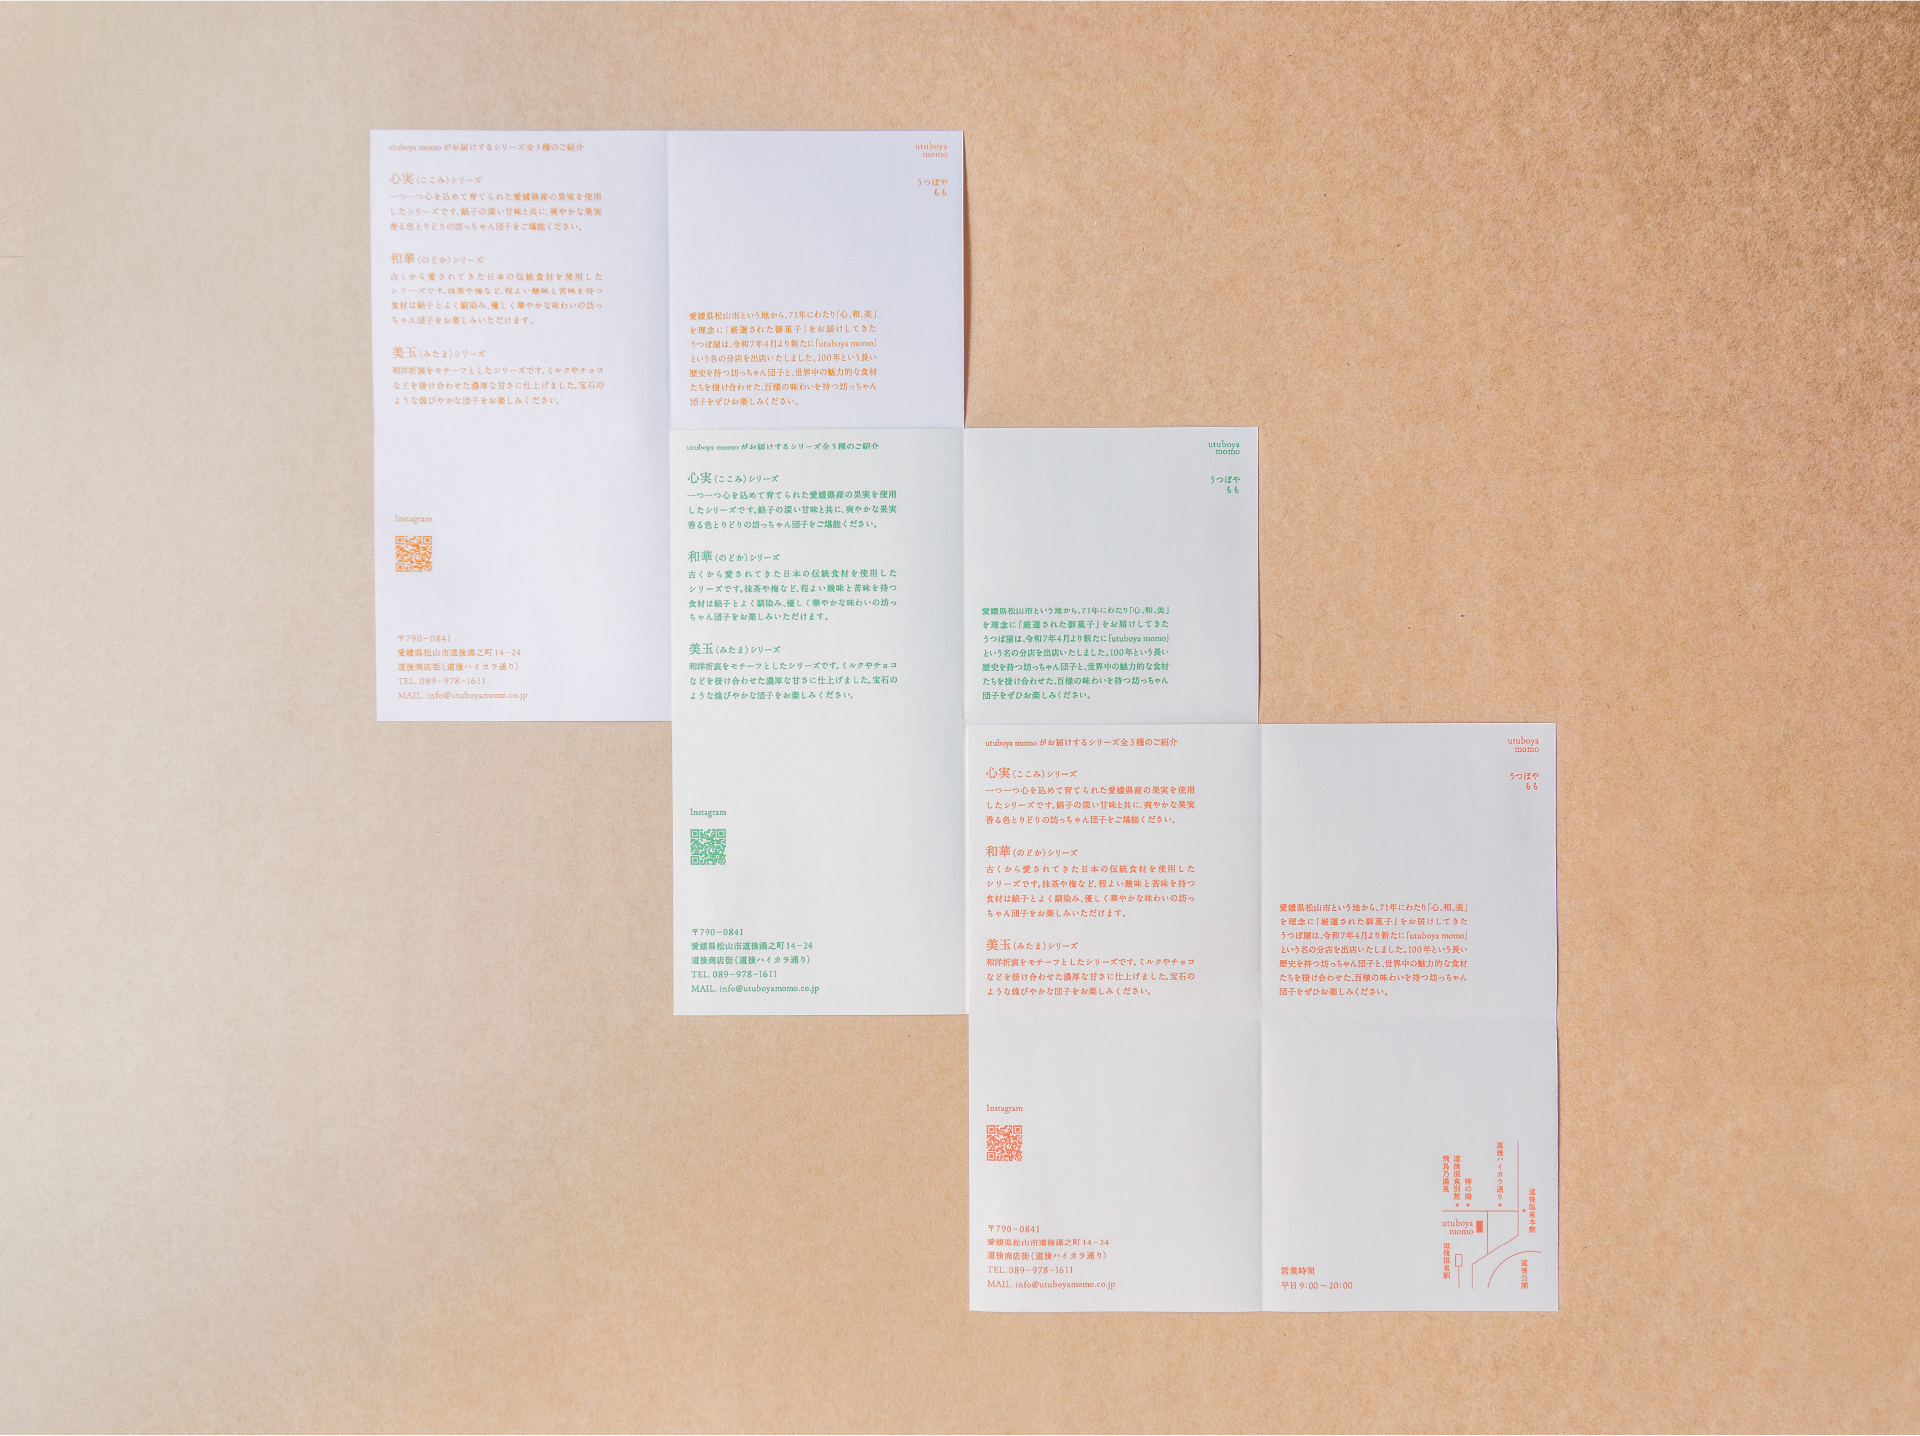 utuboya momo がお届けするシリーズ全3種のご紹介
心実（ここみ）シリーズ
一つ一つ心を込めて育てられた愛媛県産の果実を使用
したシリーズです。餡子の深い甘味と共に、爽やかな果実
香る色とりどりの坊っちゃん団子をご堪能ください。
和華（のどか）シリーズ
古くから愛されてきた日本の伝統食材を使用した
シリーズです。抹茶や梅など、程よい酸味と苦味を持つ
食材は餡子とよく馴染み、優しく華やかな味わいの坊っ
ちゃん団子をお楽しみいただけます。
美玉（みたま）シリーズ
和洋折衷をモチーフとしたシリーズです。ミルクやチョコ
などを掛け合わせた濃厚な甘さに仕上げました。宝石の
ような煌びやかな団子をお楽しみください。
Instagram
〒790-0841
愛媛県松山市道後湯之町14-24
道後商店街（道後ハイカラ通り）
TEL. 089-978-1611
MAIL. info@utuboyamomo.co.jp
utuboya
momo
うつぼや
もも
愛媛県松山市という地から、71年にわたり「心、和、美」
を理念に「厳選された御菓子」をお届けしてきた
うつぼ屋は、令和7年4月より新たに「utuboya momo」
という名の分店を出店いたしました。100年という長い
歴史を持つ坊っちゃん団子と、世界中の魅力的な食材
たちを掛け合わせた、百様の味わいを持つ坊っちゃん
団子をぜひお楽しみください。
utuboya momo がお届けするシリーズ全3種のご紹介
心実（ここみ）シリーズ
一つ一つ心を込めて育てられた愛媛県産の果実を使用
したシリーズです。餡子の深い甘味と共に、爽やかな果実
香る色とりどりの坊っちゃん団子をご堪能ください。
和華（のどか）シリーズ
古くから愛されてきた日本の伝統食材を使用した
シリーズです。抹茶や梅など、程よい酸味と苦味を持つ
食材は餡子とよく馴染み、優しく華やかな味わいの坊っ
ちゃん団子をお楽しみいただけます。
美玉（みたま）シリーズ
和洋折衷をモチーフとしたシリーズです。ミルクやチョコ
などを掛け合わせた濃厚な甘さに仕上げました。宝石の
ような煌びやかな団子をお楽しみください。
Instagram
〒790-0841
愛媛県松山市道後湯之町14-24
道後商店街（道後ハイカラ通り）
TEL. 089-978-1611
MAIL. info@utuboyamomo.co.jp
utuboya
momo
うつぼや
もも
愛媛県松山市という地から、71年にわたり「心、和、美」
を理念に「厳選された御菓子」をお届けしてきた
うつぼ屋は、令和7年4月より新たに「utuboya momo」
という名の分店を出店いたしました。100年という長い
歴史を持つ坊っちゃん団子と、世界中の魅力的な食材
たちを掛け合わせた、百様の味わいを持つ坊っちゃん
団子をぜひお楽しみください。
utuboya momo がお届けするシリーズ全3種のご紹介
心実（ここみ）シリーズ
一つ一つ心を込めて育てられた愛媛県産の果実を使用
したシリーズです。餡子の深い甘味と共に、爽やかな果実
香る色とりどりの坊っちゃん団子をご堪能ください。
和華（のどか）シリーズ
古くから愛されてきた日本の伝統食材を使用した
シリーズです。抹茶や梅など、程よい酸味と苦味を持つ
食材は餡子とよく馴染み、優しく華やかな味わいの坊っ
ちゃん団子をお楽しみいただけます。
美玉（みたま）シリーズ
和洋折衷をモチーフとしたシリーズです。ミルクやチョコ
などを掛け合わせた濃厚な甘さに仕上げました。宝石の
ような煌びやかな団子をお楽しみください。
Instagram
〒790-0841
愛媛県松山市道後湯之町14-24
道後商店街（道後ハイカラ通り）
TEL. 089-978-1611
MAIL. info@utuboyamomo.co.jp
utuboya
momo
うつぼや
もも
愛媛県松山市という地から、71年にわたり「心、和、美」
を理念に「厳選された御菓子」をお届けしてきた
うつぼ屋は、令和7年4月より新たに「utuboya momo」
という名の分店を出店いたしました。100年という長い
歴史を持つ坊っちゃん団子と、世界中の魅力的な食材
たちを掛け合わせた、百様の味わいを持つ坊っちゃん
団子をぜひお楽しみください。
営業時間
平日 9:00～20:00
道後温泉本館
道後ハイカラ通り
椿の湯
道後温泉別館
飛鳥乃湯泉
utuboya
momo
道後温泉駅
道後公園